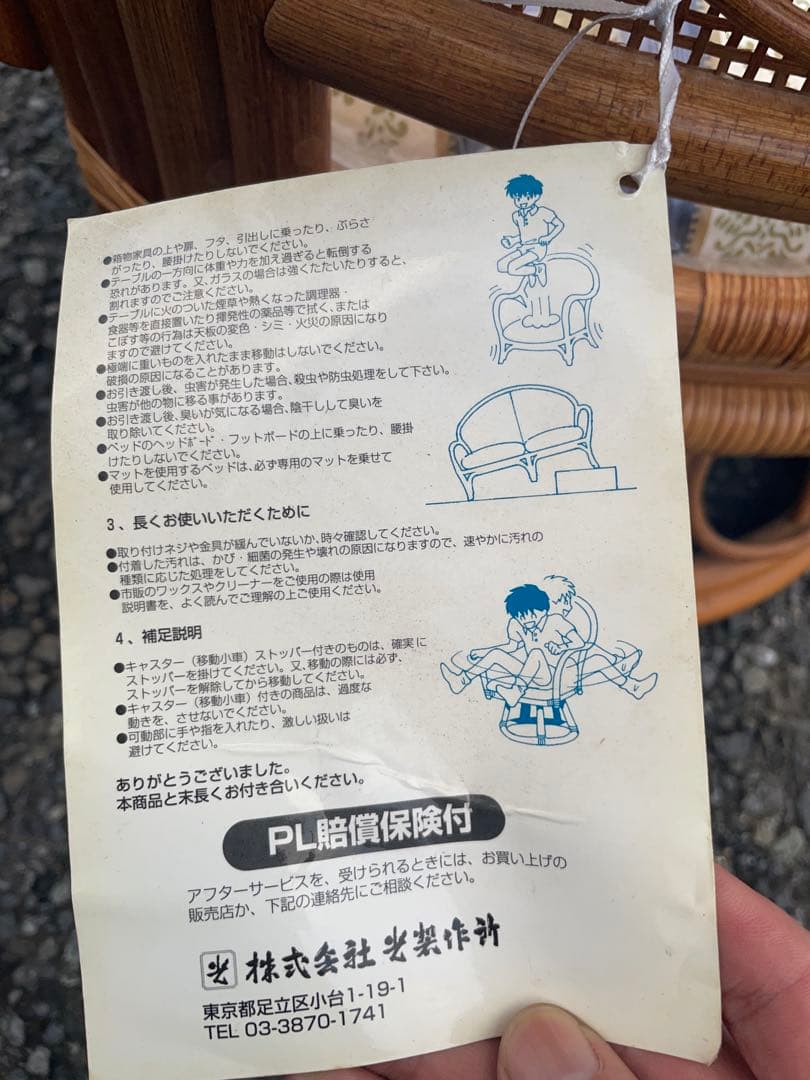 ●箱物家具の上や扉、フタ、引出しに乗ったり、ぶらさ
がったり、腰掛けたりしないでください。
●テーブルの一方向に体重や力を加え過ぎると転倒する
恐れがあります。又、ガラスの場合は強くたたいたりすると、
割れますのでご注意ください。
●テーブルに火のついた煙草や熱くなった調理器・
食器等を直接置いたり揮発性の薬品等で拭く、または
こぼす等の行為は天板の変色・シミ・火災の原因になり
ますので避けてください。
●極端に重いものを入れたまま移動はしないでください。
破損の原因になることがあります。
●お引き渡し後、虫害が発生した場合、殺虫や防虫処理をして下さい。
虫害が他の物に移る事があります。
●お引き渡し後、臭いが気になる場合、陰干しして臭いを
取り除いてください。
●ベッドのヘッドボード・フットボードの上に乗ったり、腰掛
けたりしないでください。
●マットを使用するベッドは、必ず専用のマットを乗せて
使用してください。
3、長くお使いいただくために
●取り付けネジや金具が緩んでいないか、時々確認してください。
●付着した汚れは、かび・細菌の発生や壊れの原因になりますので、速やかに汚れの
種類に応じた処理をしてください。
●市販のワックスやクリーナーをご使用の際は使用
説明書を、よく読んでご理解の上ご使用ください。
4、補足説明
●キャスター（移動小車）ストッパー付きのものは、確実に
ストッパーを掛けてください。又、移動の際には必ず、
ストッパーを解除してから移動してください。
●キャスター（移動小車）付きの商品は、過度な
動きを、させないでください。
●可動部に手や指を入れたり、激しい扱いは
避けてください。
ありがとうございました。
本商品と末長くお付き合いください。
PL賠償保険付
アフターサービスを、受けられるときには、お買い上げの
販売店か、下記の連絡先にご相談ください。
光 株式会社 光製作所
東京都足立区小台1-19-1
TEL 03-3870-1741